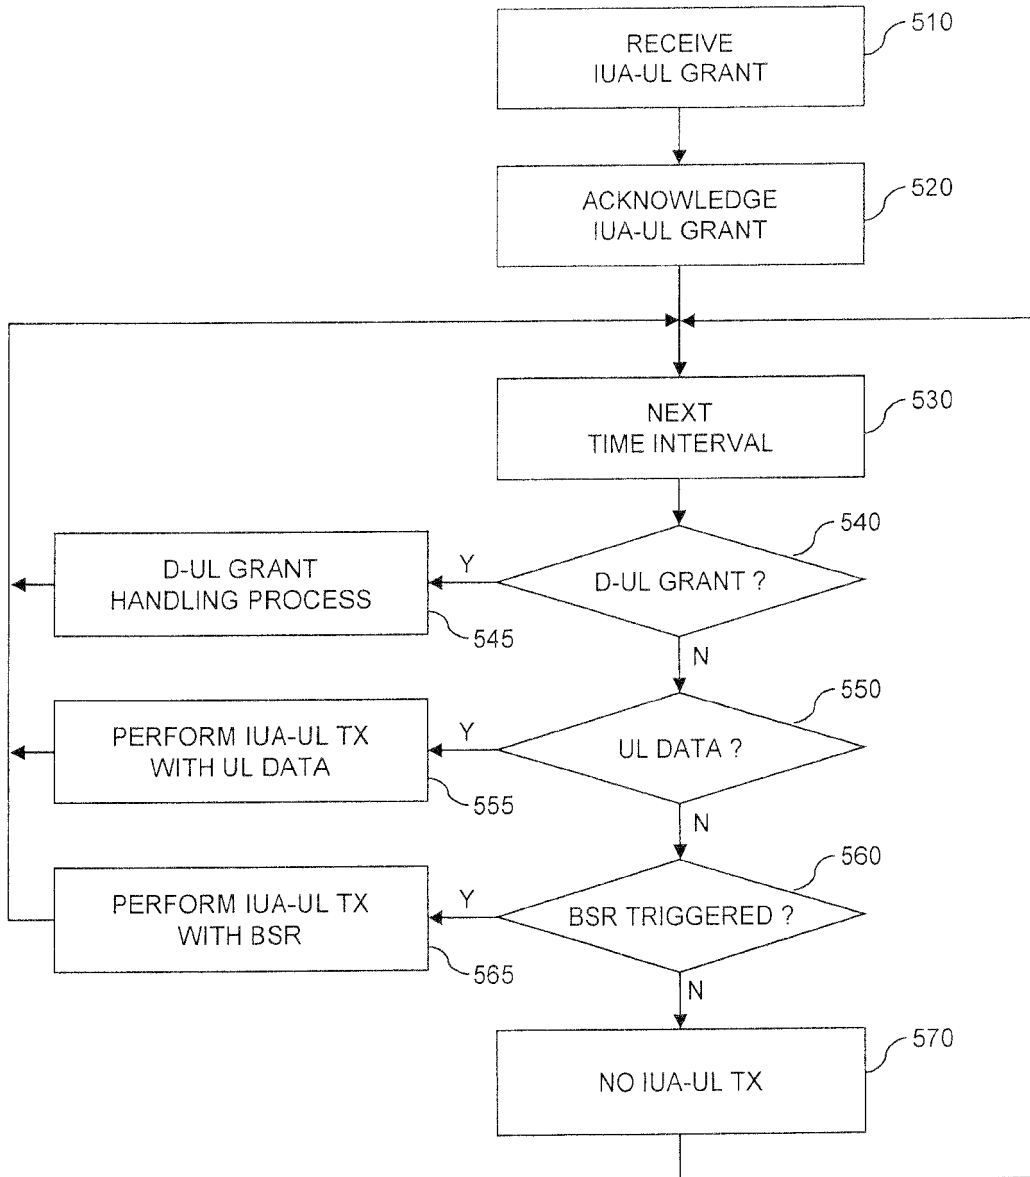 RECEIVE
IUA-UL GRANT
510
ACKNOWLEDGE
IUA-UL GRANT
520
NEXT
TIME INTERVAL
530
D-UL GRANT ?
540
Y
D-UL GRANT
HANDLING PROCESS
545
N
UL DATA ?
550
Y
PERFORM IUA-UL TX
WITH UL DATA
555
N
BSR TRIGGERED ?
560
Y
PERFORM IUA-UL TX
WITH BSR
565
N
NO IUA-UL TX
570